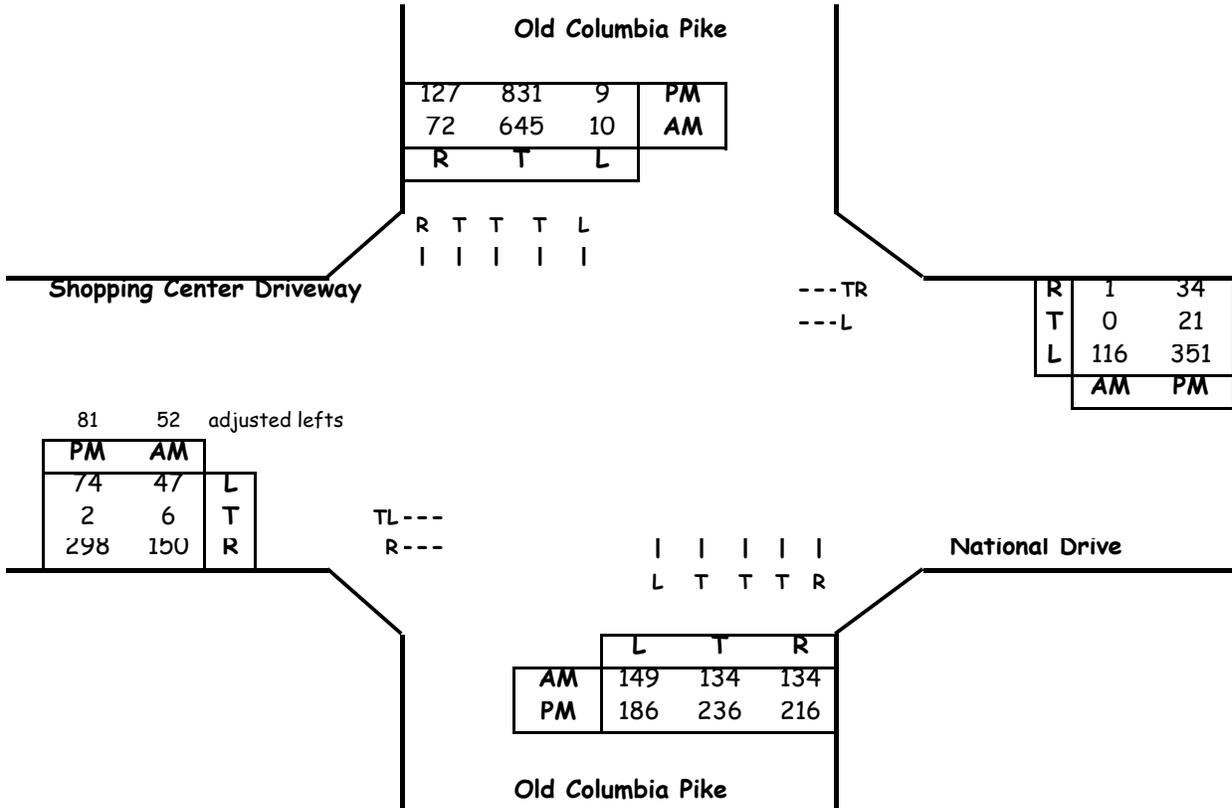 Old Columbia Pike
127 831 9 PM
72 645 10 AM
R T L
R T T T L
Shopping Center Driveway
---TR
---L
R 1 34
T 0 21
L 116 351
AM PM
81 52 adjusted lefts
PM AM
74 47 L
2 6 T
298 150 R
TL---
R---
National Drive
L T T T R
L T R
AM 149 134 134
PM 186 236 216
Old Columbia Pike